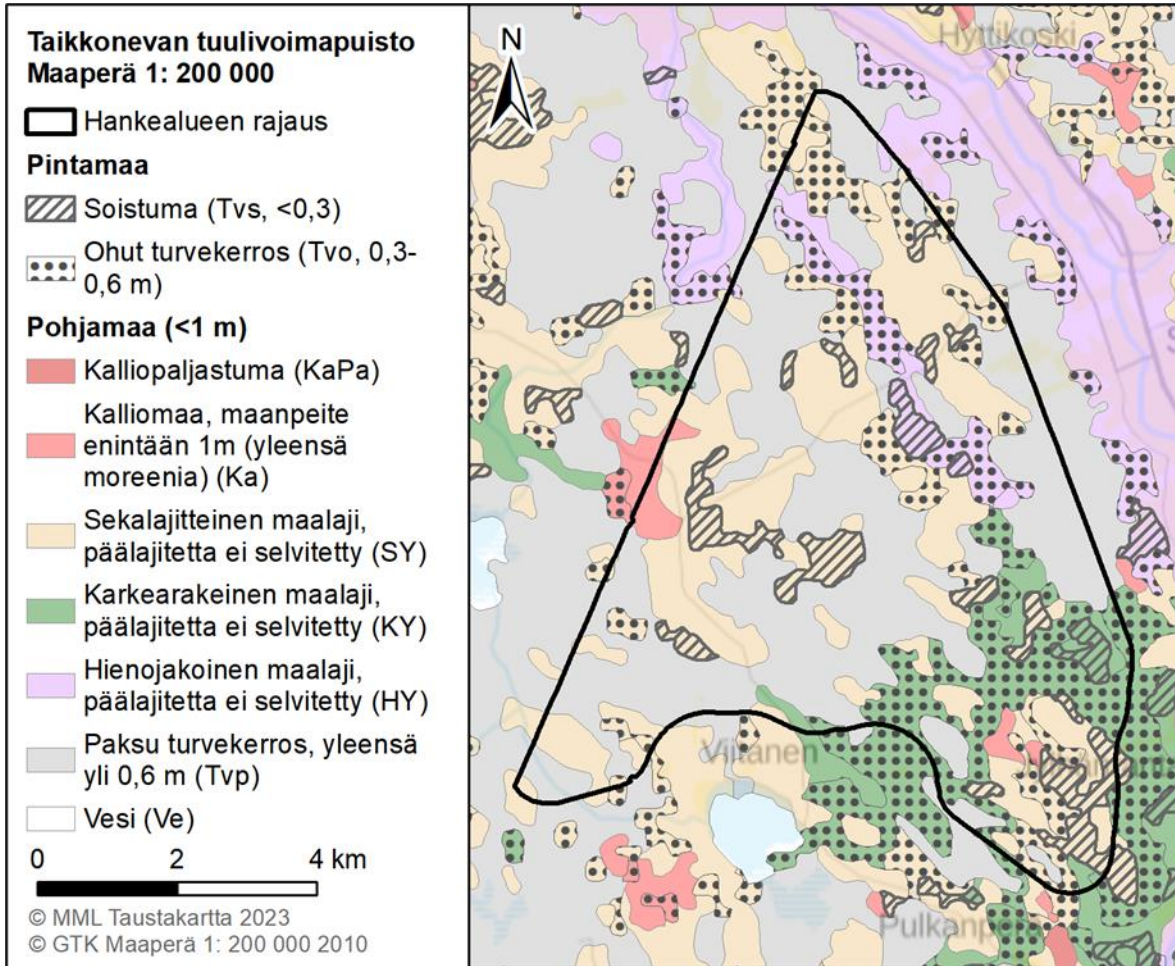 Taikkonevan tuulivoimapuisto
Maaperä 1: 200 000
Hankealueen rajaus
Pintamaa
Soistuma (Tvs, <0,3)
Ohut turvekerros (Tvo, 0,3-
0,6 m)
Pohjamaa (<1 m)
Kalliopaljastuma (KaPa)
Kalliomaa, maanpeite
enintään 1m (yleensä
moreenia) (Ka)
Sekalajitteinen maalaji,
päälajitetta ei selvitetty (SY)
Karkearakeinen maalaji,
päälajitetta ei selvitetty (KY)
Hienojakoinen maalaji,
päälajitetta ei selvitetty (HY)
Paksu turvekerros, yleensä
yli 0,6 m (Tvp)
Vesi (Ve)
0 2 4 km
© MML Taustakartta 2023
© GTK Maaperä 1: 200 000 2010
N
Hyttikoski
Viitanen